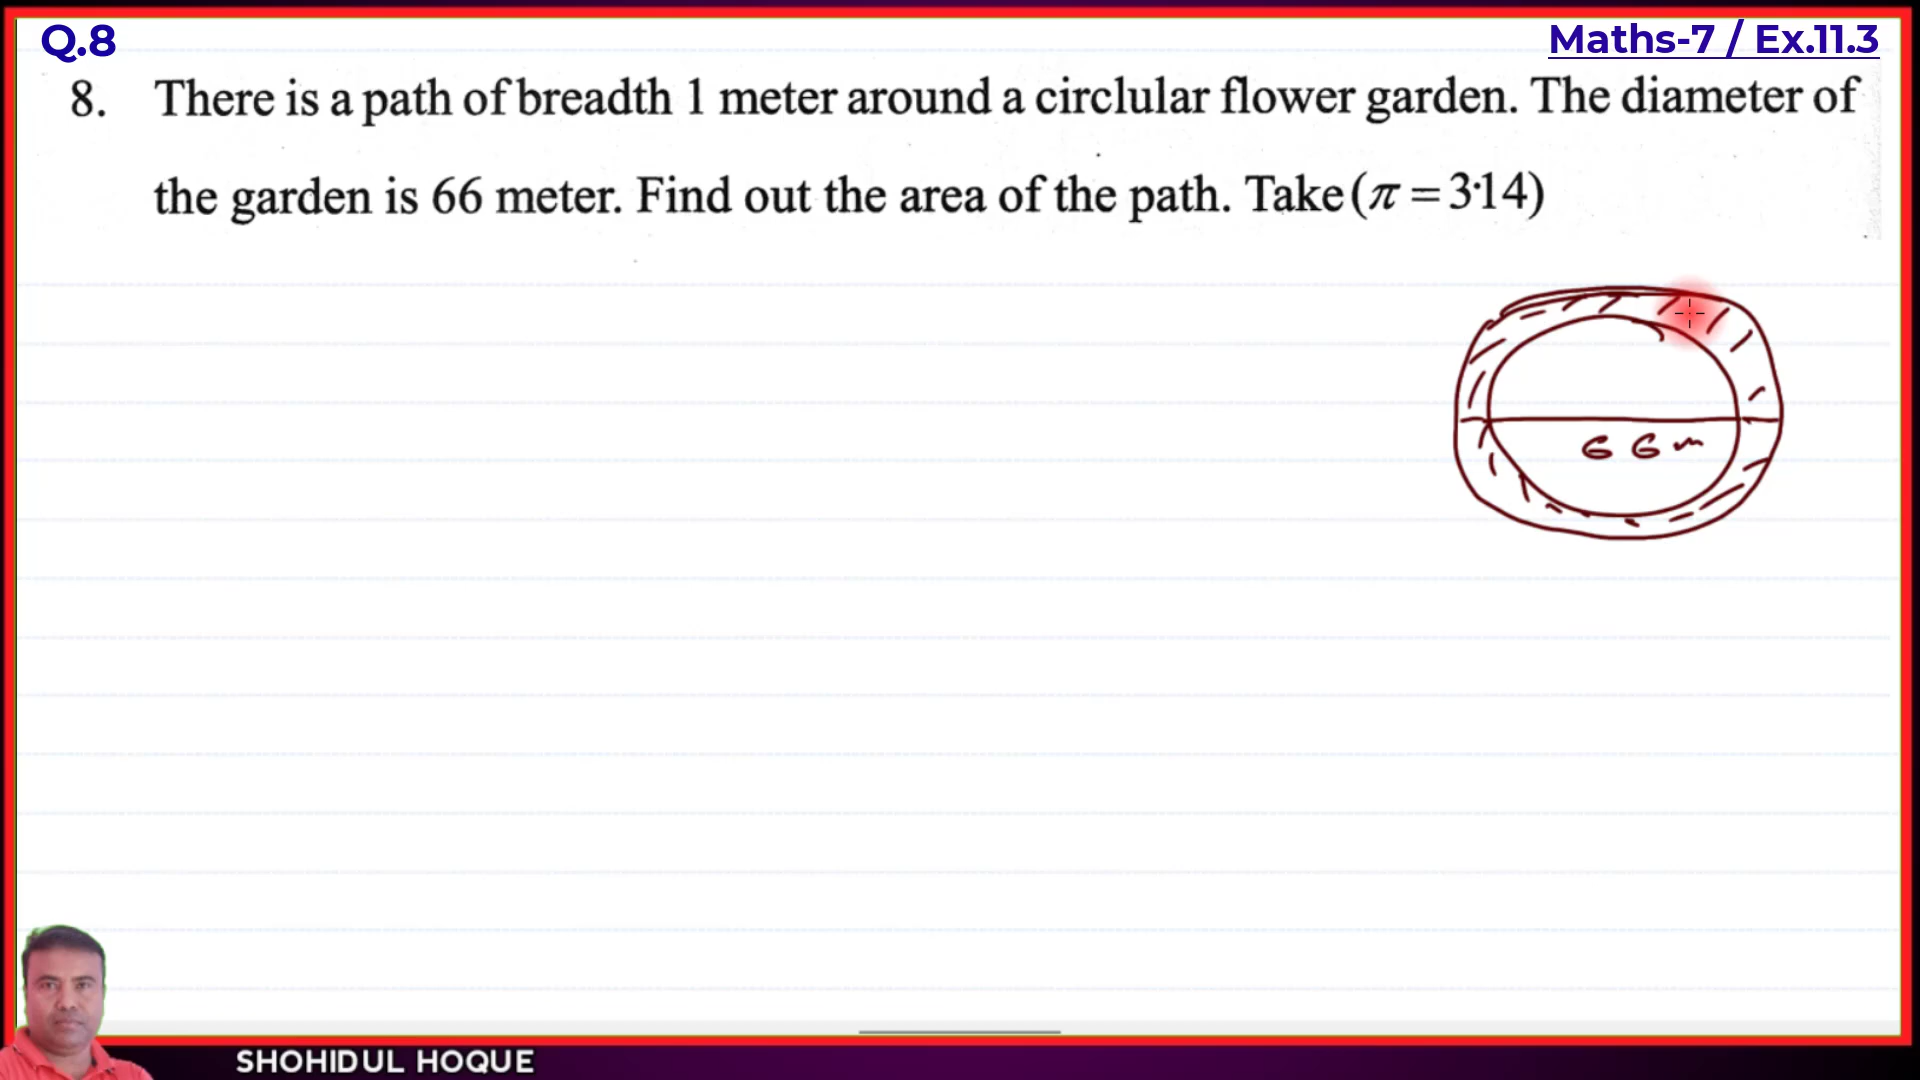 Q.8
Maths-7 / Ex.11.3
8. There is a path of breadth 1 meter around a circlular flower garden. The diameter of
the garden is 66 meter. Find out the area of the path. Take (π = 3·14)
66 m
SHOHIDUL HOQUE